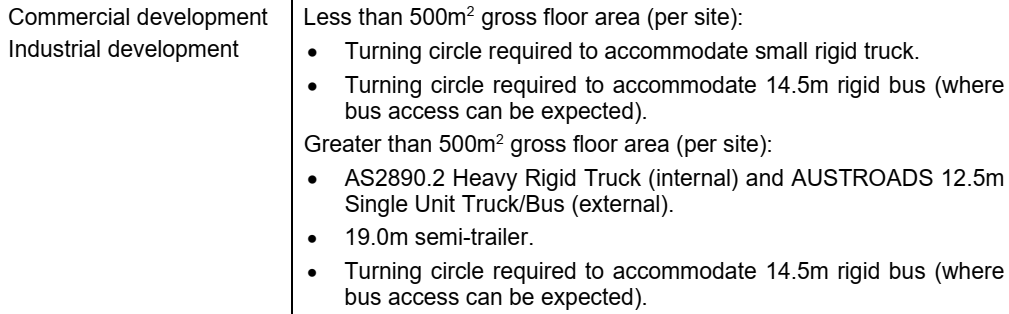 Commercial development
Industrial development
Less than 500m² gross floor area (per site):
• Turning circle required to accommodate small rigid truck.
• Turning circle required to accommodate 14.5m rigid bus (where
bus access can be expected).
Greater than 500m² gross floor area (per site):
• AS2890.2 Heavy Rigid Truck (internal) and AUSTROADS 12.5m
Single Unit Truck/Bus (external).
• 19.0m semi-trailer.
• Turning circle required to accommodate 14.5m rigid bus (where
bus access can be expected).